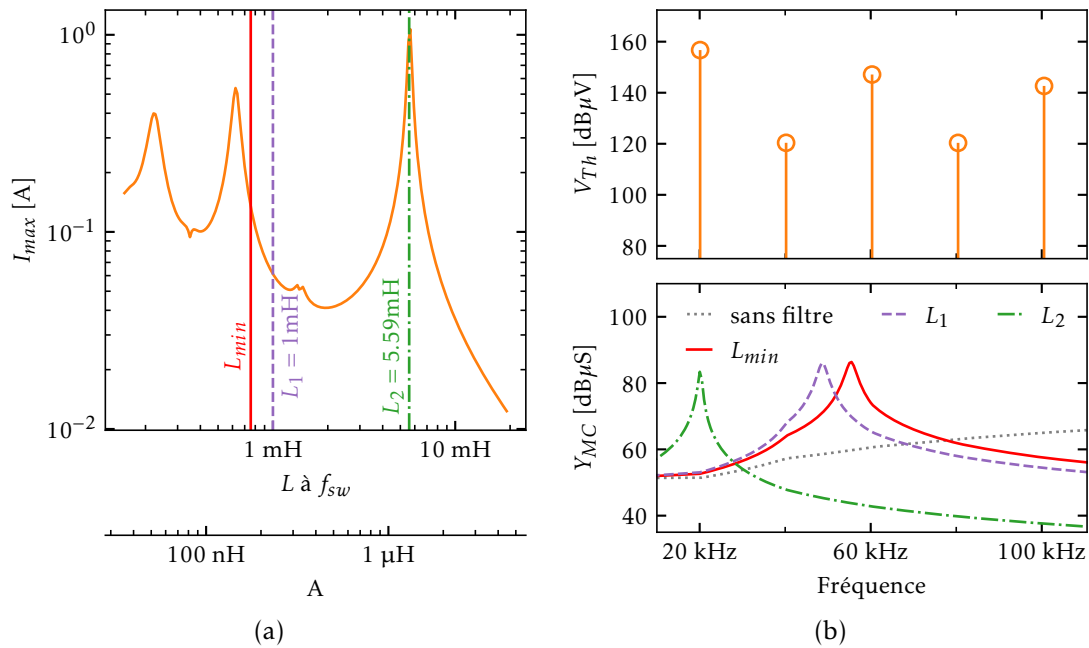 10⁰
10⁻¹
10⁻²
I_max [A]
L_min
L₁ = 1mH
L₂ = 5.59mH
1 mH
10 mH
L à f_sw
100 nH
1 µH
A
(a)
160
140
120
100
80
V_Th [dBµV]
100
80
60
40
Y_MC [dBµS]
sans filtre
L₁
L₂
L_min
20 kHz
60 kHz
100 kHz
Fréquence
(b)